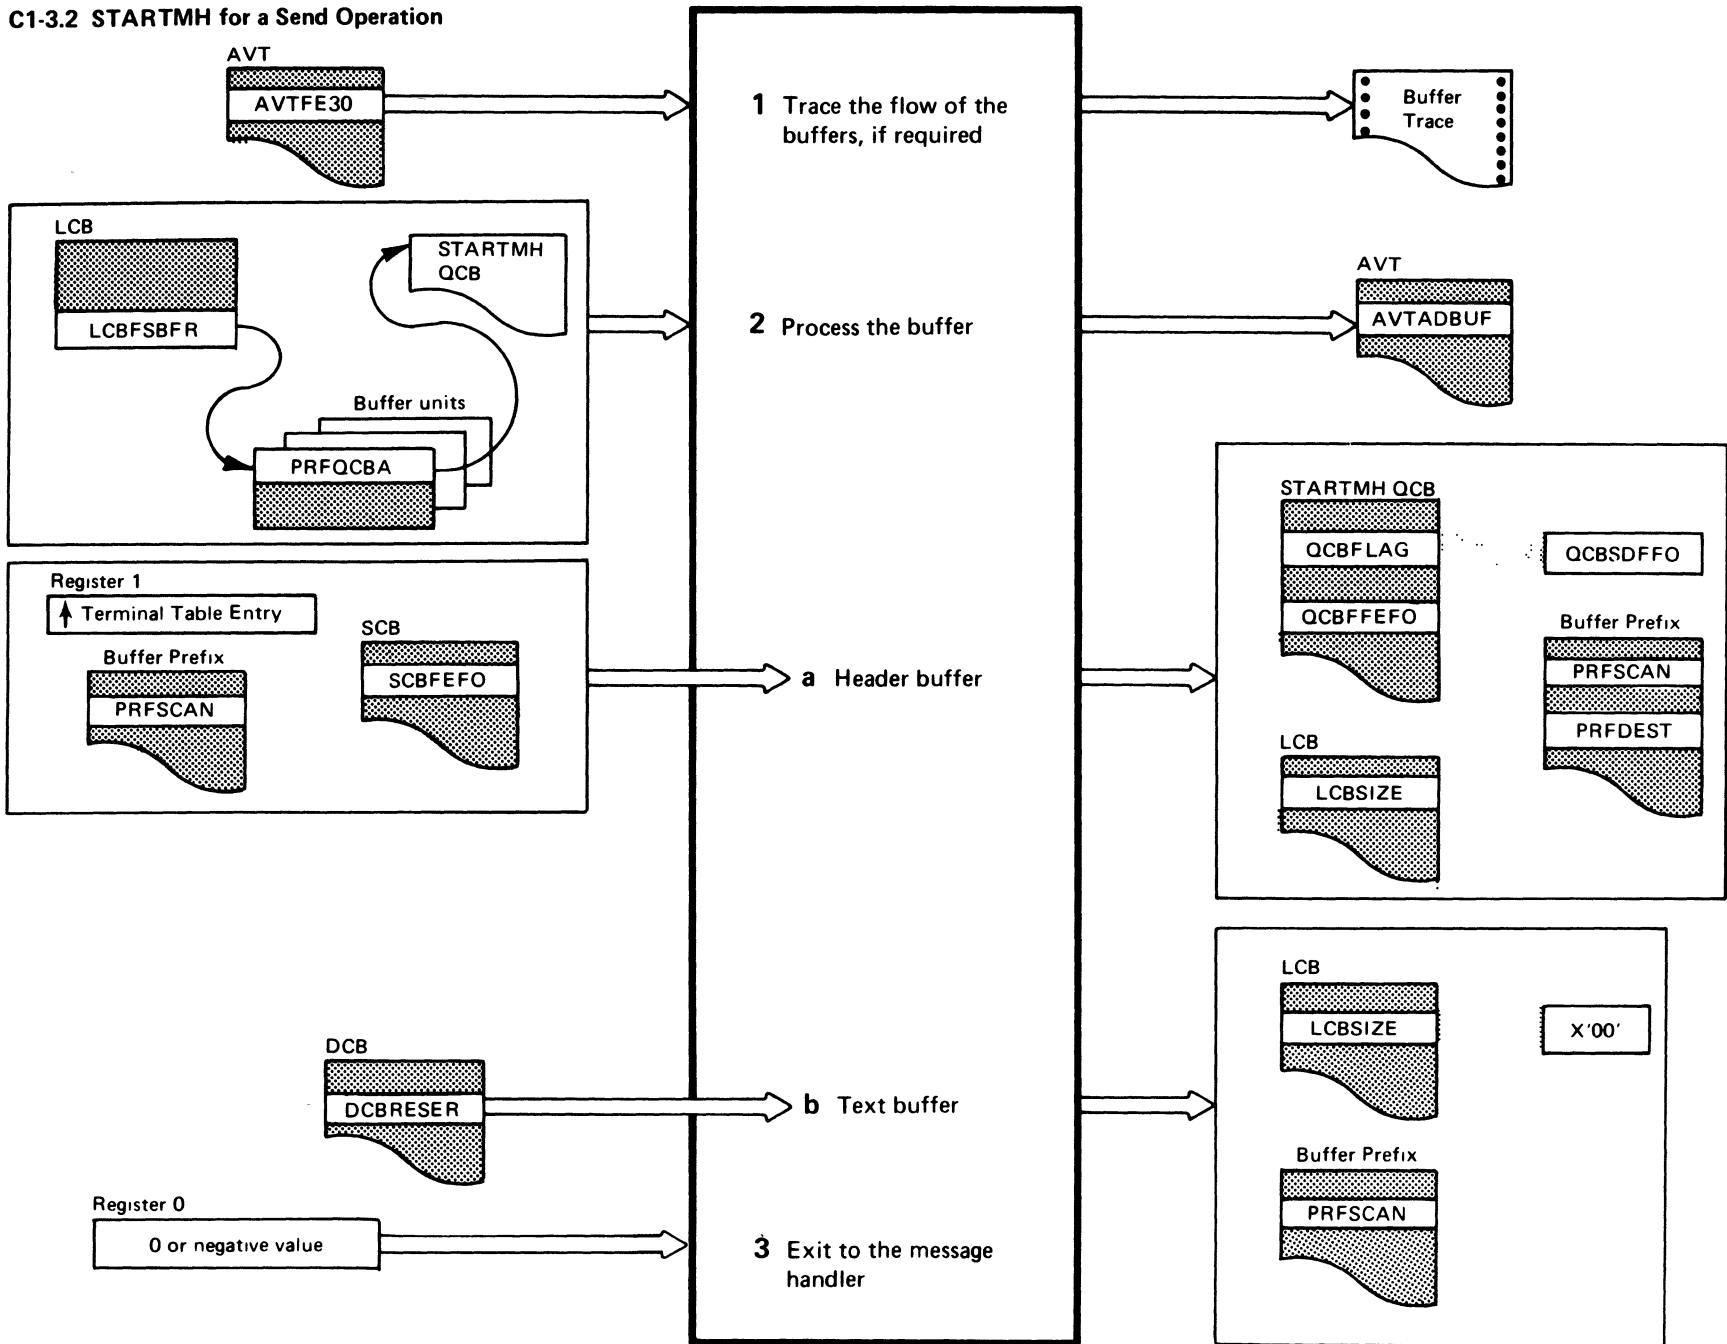 C1-3.2 STARTMH for a Send Operation
AVT
AVTFE30
1 Trace the flow of the
buffers, if required
Buffer
Trace
LCB
LCBFSBFR
STARTMH
QCB
Buffer units
PRFQCBA
2 Process the buffer
AVT
AVTADBUF
Register 1
Terminal Table Entry
Buffer Prefix
PRFSCAN
SCB
SCBFEFO
a Header buffer
STARTMH QCB
QCBFLAG
QCBFFEFO
QCBSDFFO
Buffer Prefix
PRFSCAN
PRFDEST
LCB
LCBSIZE
DCB
DCBRESER
b Text buffer
LCB
LCBSIZE
X'00'
Buffer Prefix
PRFSCAN
Register 0
0 or negative value
3 Exit to the message
handler